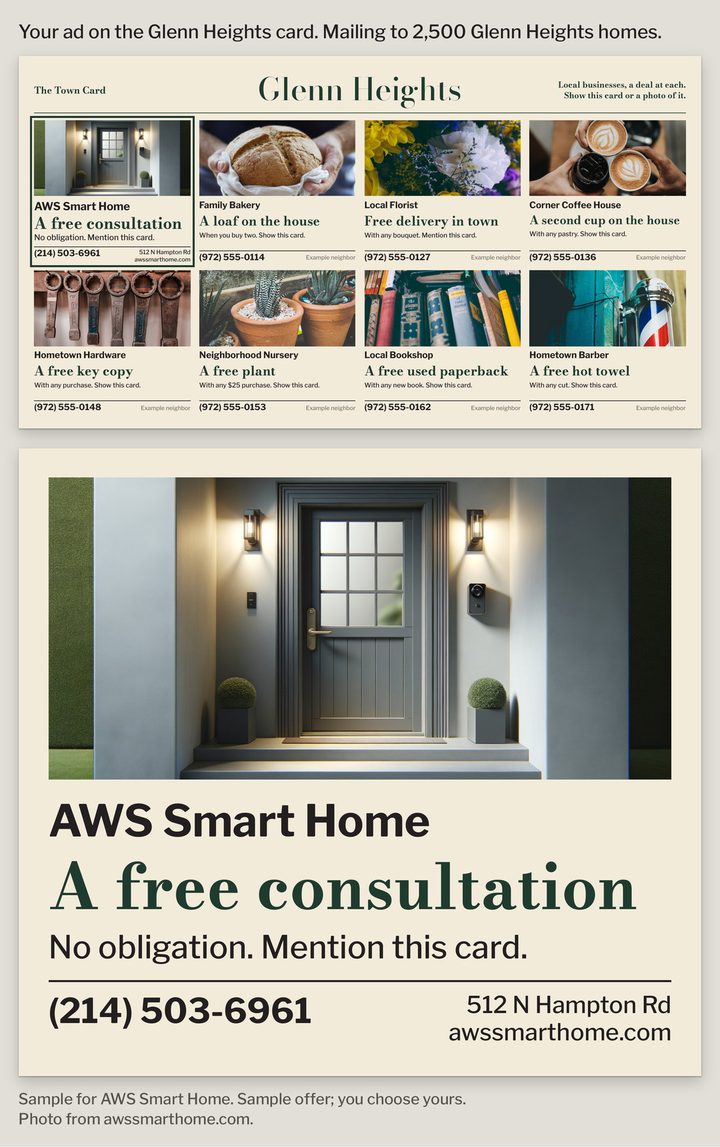 Your ad on the Glenn Heights card. Mailing to 2,500 Glenn Heights homes.
The Town Card
Glenn Heights
Local businesses, a deal at each.
Show this card or a photo of it.
AWS Smart Home
A free consultation
No obligation. Mention this card.
(214) 503-6961
512 N Hampton Rd
awssmarthome.com
Family Bakery
A loaf on the house
When you buy two. Show this card.
(972) 555-0114
Example neighbor
Local Florist
Free delivery in town
With any bouquet. Mention this card.
(972) 555-0127
Example neighbor
Corner Coffee House
A second cup on the house
With any pastry. Show this card.
(972) 555-0136
Example neighbor
Hometown Hardware
A free key copy
With any purchase. Show this card.
(972) 555-0148
Example neighbor
Neighborhood Nursery
A free plant
With any $25 purchase. Show this card.
(972) 555-0153
Example neighbor
Local Bookshop
A free used paperback
With any new book. Show this card.
(972) 555-0162
Example neighbor
Hometown Barber
A free hot towel
With any cut. Show this card.
(972) 555-0171
Example neighbor
AWS Smart Home
A free consultation
No obligation. Mention this card.
(214) 503-6961
512 N Hampton Rd
awssmarthome.com
Sample for AWS Smart Home. Sample offer; you choose yours.
Photo from awssmarthome.com.